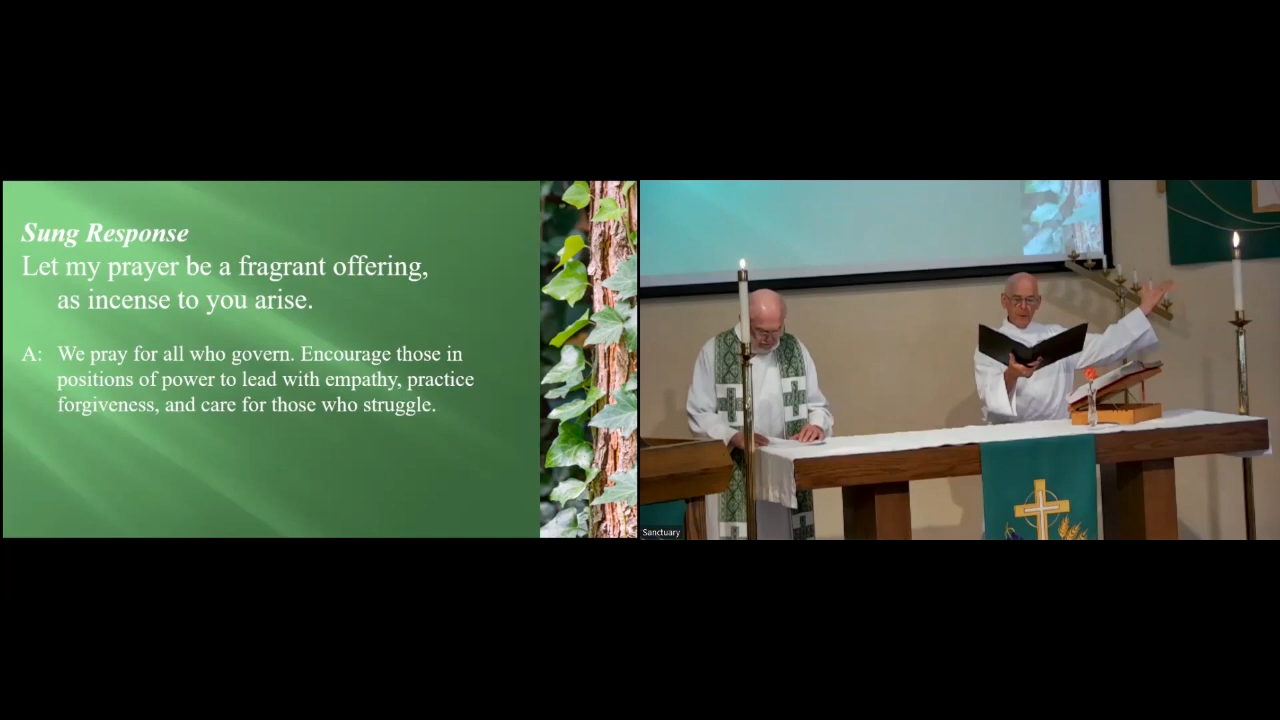 Sung Response
Let my prayer be a fragrant offering,
as incense to you arise.
A: We pray for all who govern. Encourage those in
positions of power to lead with empathy, practice
forgiveness, and care for those who struggle.
Sanctuary